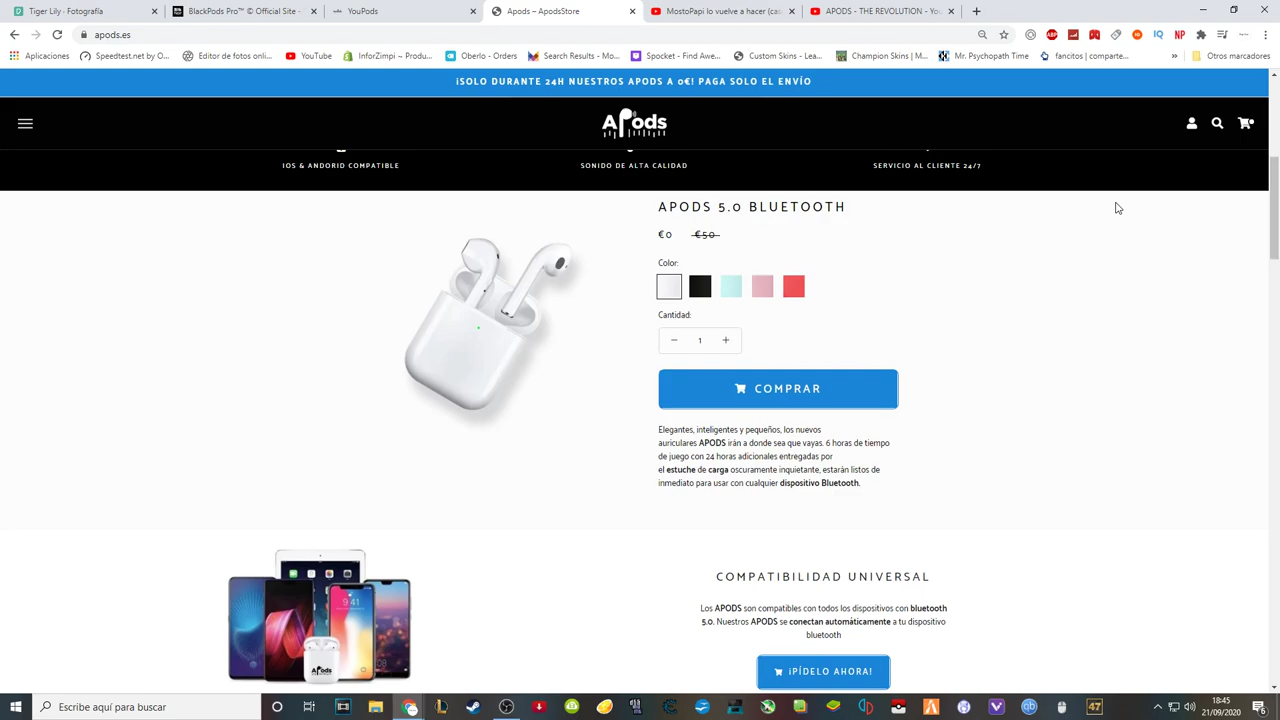 Tiger Lily - Fotografía
BlackPods Pro™ © Official Site -
YouPods
Apods – ApodsStore
MostoPapi lo vuelve a hacer (cas
APODS - THE REVOLUTION - You
apods.es
Aplicaciones
Speedtest.net by O...
Editor de fotos onli...
YouTube
InforZimpi – Produ...
Oberlo - Orders
Search Results - Mo...
Spocket - Find Awe...
Custom Skins - Lea...
Champion Skins | M...
Mr. Psychopath Time
fancitos | comparte...
»
Otros marcadores
¡SOLO DURANTE 24H NUESTROS APODS A 0€! PAGA SOLO EL ENVÍO
APods
IOS & ANDORID COMPATIBLE
SONIDO DE ALTA CALIDAD
SERVICIO AL CLIENTE 24/7
APODS 5.0 BLUETOOTH
€0 €50
Color:
Cantidad:
− 1 +
COMPRAR
Elegantes, inteligentes y pequeños, los nuevos
auriculares APODS irán a donde sea que vayas. 6 horas de tiempo
de juego con 24 horas adicionales entregadas por
el estuche de carga oscuramente inquietante, estarán listos de
inmediato para usar con cualquier dispositivo Bluetooth.
COMPATIBILIDAD UNIVERSAL
Los APODS son compatibles con todos los dispositivos con bluetooth
5.0. Nuestros APODS se conectan automáticamente a tu dispositivo
bluetooth
¡PÍDELO AHORA!
9:41
APods
Escribe aquí para buscar
47
18:45
21/09/2020